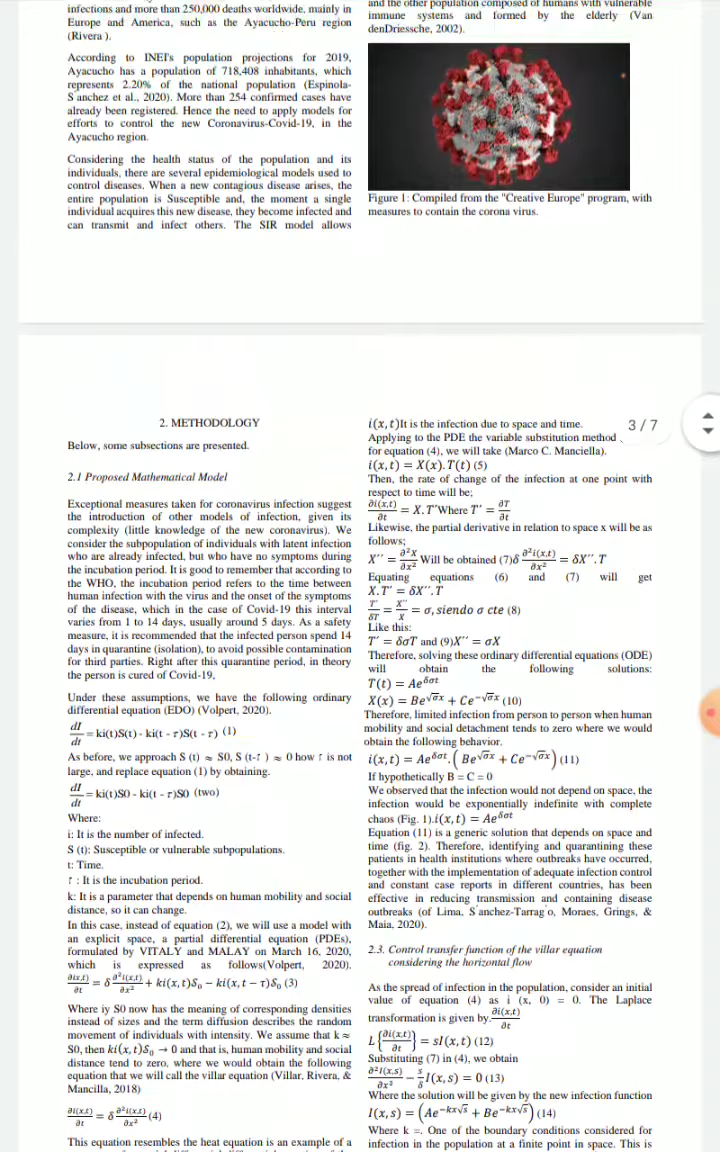 infections and more than 250,000 deaths worldwide, mainly in
Europe and America, such as the Ayacucho-Peru region
(Rivera ).
According to INEI's population projections for 2019,
Ayacucho has a population of 718,408 inhabitants, which
represents 2.20% of the national population (Espinola-
S´anchez et al., 2020). More than 254 confirmed cases have
already been registered. Hence the need to apply models for
efforts to control the new Coronavirus-Covid-19, in the
Ayacucho region.
Considering the health status of the population and its
individuals, there are several epidemiological models used to
control diseases. When a new contagious disease arises, the
entire population is Susceptible and, the moment a single
individual acquires this new disease, they become infected and
can transmit and infect others. The SIR model allows
and the other population composed of humans with vulnerable
immune systems and formed by the elderly (Van
denDriessche, 2002).
Figure 1: Compiled from the "Creative Europe" program, with
measures to contain the corona virus.
3 / 7
2. METHODOLOGY
Below, some subsections are presented.
2.1 Proposed Mathematical Model
Exceptional measures taken for coronavirus infection suggest
the introduction of other models of infection, given its
complexity (little knowledge of the new coronavirus). We
consider the subpopulation of individuals with latent infection
who are already infected, but who have no symptoms during
the incubation period. It is good to remember that according to
the WHO, the incubation period refers to the time between
human infection with the virus and the onset of the symptoms
of the disease, which in the case of Covid-19 this interval
varies from 1 to 14 days, usually around 5 days. As a safety
measure, it is recommended that the infected person spend 14
days in quarantine (isolation), to avoid possible contamination
for third parties. Right after this quarantine period, in theory
the person is cured of Covid-19.
Under these assumptions, we have the following ordinary
differential equation (EDO) (Volpert, 2020).
dI/dt = ki(t)S(t) - ki(t - τ)S(t - τ) (1)
As before, we approach S (t) ≈ S0, S (t-τ ) ≈ 0 how τ is not
large, and replace equation (1) by obtaining.
dI/dt = ki(t)S0 - ki(t - τ)S0 (two)
Where:
i: It is the number of infected.
S (t): Susceptible or vulnerable subpopulations.
t: Time.
τ : It is the incubation period.
k: It is a parameter that depends on human mobility and social
distance, so it can change.
In this case, instead of equation (2), we will use a model with
an explicit space, a partial differential equation (PDEs),
formulated by VITALY and MALAY on March 16, 2020,
which is expressed as follows(Volpert, 2020).
∂i(x,t)/∂t = δ ∂²i(x,t)/∂x² + ki(x, t)S₀ − ki(x, t − τ)S₀ (3)
Where iy S0 now has the meaning of corresponding densities
instead of sizes and the term diffusion describes the random
movement of individuals with intensity. We assume that k ≈
S0, then ki(x, t)S₀ → 0 and that is, human mobility and social
distance tend to zero, where we would obtain the following
equation that we will call the villar equation (Villar, Rivera, &
Mancilla, 2018)
∂i(x,t)/∂t = δ ∂²i(x,t)/∂x² (4)
This equation resembles the heat equation is an example of a
i(x, t)It is the infection due to space and time.
Applying to the PDE the variable substitution method
for equation (4), we will take (Marco C. Manciella).
i(x, t) = X(x). T(t) (5)
Then, the rate of change of the infection at one point with
respect to time will be;
∂i(x,t)/∂t = X. T'Where T' = ∂T/∂t
Likewise, the partial derivative in relation to space x will be as
follows;
X'' = ∂²X/∂x² Will be obtained (7)δ ∂²i(x,t)/∂x² = δX''. T
Equating equations (6) and (7) will get
X. T' = δX''. T
T'/δT = X''/X = σ, siendo σ cte (8)
Like this:
T' = δσT and (9)X'' = σX
Therefore, solving these ordinary differential equations (ODE)
will obtain the following solutions:
T(t) = Ae^δσt
X(x) = Be^√σx + Ce^−√σx (10)
Therefore, limited infection from person to person when human
mobility and social detachment tends to zero where we would
obtain the following behavior.
i(x, t) = Ae^δσt. ( Be^√σx + Ce^−√σx ) (11)
If hypothetically B = C = 0
We observed that the infection would not depend on space, the
infection would be exponentially indefinite with complete
chaos (Fig. 1).i(x, t) = Ae^δσt
Equation (11) is a generic solution that depends on space and
time (fig. 2). Therefore, identifying and quarantining these
patients in health institutions where outbreaks have occurred,
together with the implementation of adequate infection control
and constant case reports in different countries, has been
effective in reducing transmission and containing disease
outbreaks (of Lima, S´anchez-Tarrag´o, Moraes, Grings, &
Maia, 2020).
2.3. Control transfer function of the villar equation
considering the horizontal flow
As the spread of infection in the population, consider an initial
value of equation (4) as i (x, 0) = 0. The Laplace
transformation is given by. ∂i(x,t)/∂t
L{∂i(x,t)/∂t} = sI(x, t) (12)
Substituting (7) in (4), we obtain
∂²I(x,s)/∂x² − s/δ I(x, s) = 0 (13)
Where the solution will be given by the new infection function
I(x, s) = (Ae^−kx√s + Be^−kx√s) (14)
Where k =. One of the boundary conditions considered for
infection in the population at a finite point in space. This is